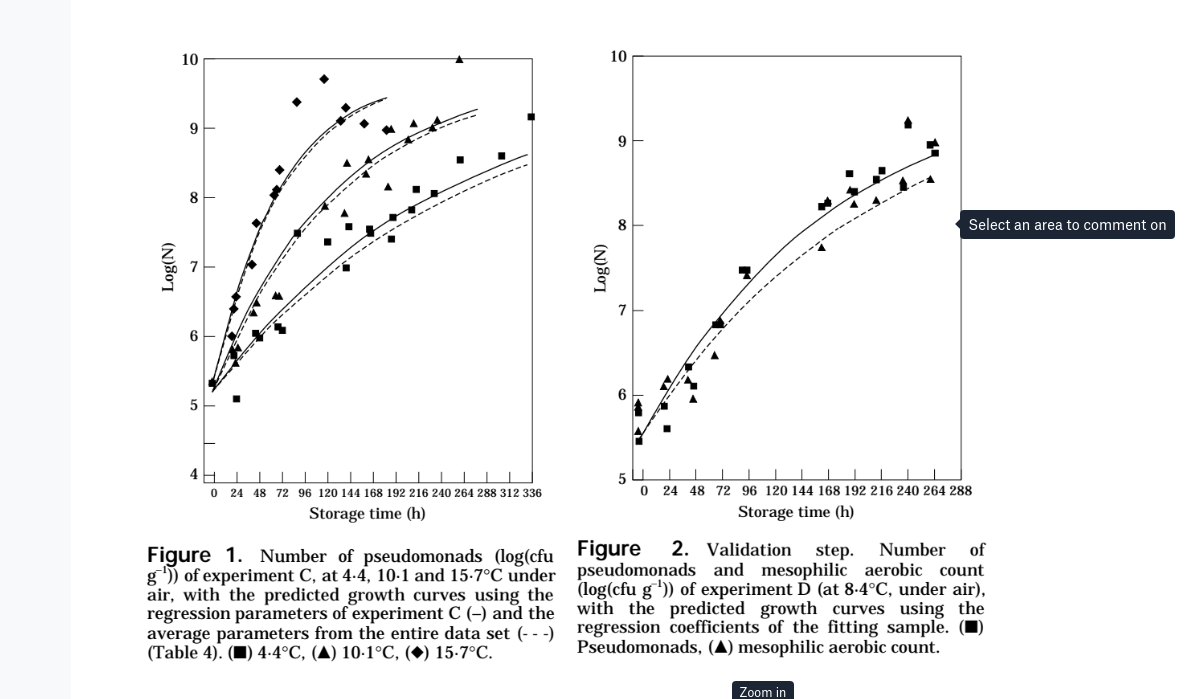 10
9
8
7
6
5
4
Log(N)
0 24 48 72 96 120 144 168 192 216 240 264 288 312 336
Storage time (h)
Figure 1. Number of pseudomonads (log(cfu
g⁻¹)) of experiment C, at 4·4, 10·1 and 15·7°C under
air, with the predicted growth curves using the
regression parameters of experiment C (–) and the
average parameters from the entire data set (- - -)
(Table 4). (■) 4·4°C, (▲) 10·1°C, (◆) 15·7°C.
10
9
8
7
6
5
Log(N)
0 24 48 72 96 120 144 168 192 216 240 264 288
Storage time (h)
Figure 2. Validation step. Number of
pseudomonads and mesophilic aerobic count
(log(cfu g⁻¹)) of experiment D (at 8·4°C, under air),
with the predicted growth curves using the
regression coefficients of the fitting sample. (■)
Pseudomonads, (▲) mesophilic aerobic count.
Select an area to comment on
Zoom in